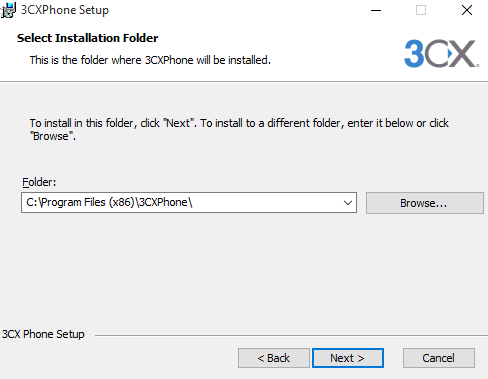 3CXPhone Setup
Select Installation Folder
This is the folder where 3CXPhone will be installed.
3CX®
To install in this folder, click "Next". To install to a different folder, enter it below or click
"Browse".
Folder:
C:\Program Files (x86)\3CXPhone\
Browse...
3CX Phone Setup
< Back
Next >
Cancel